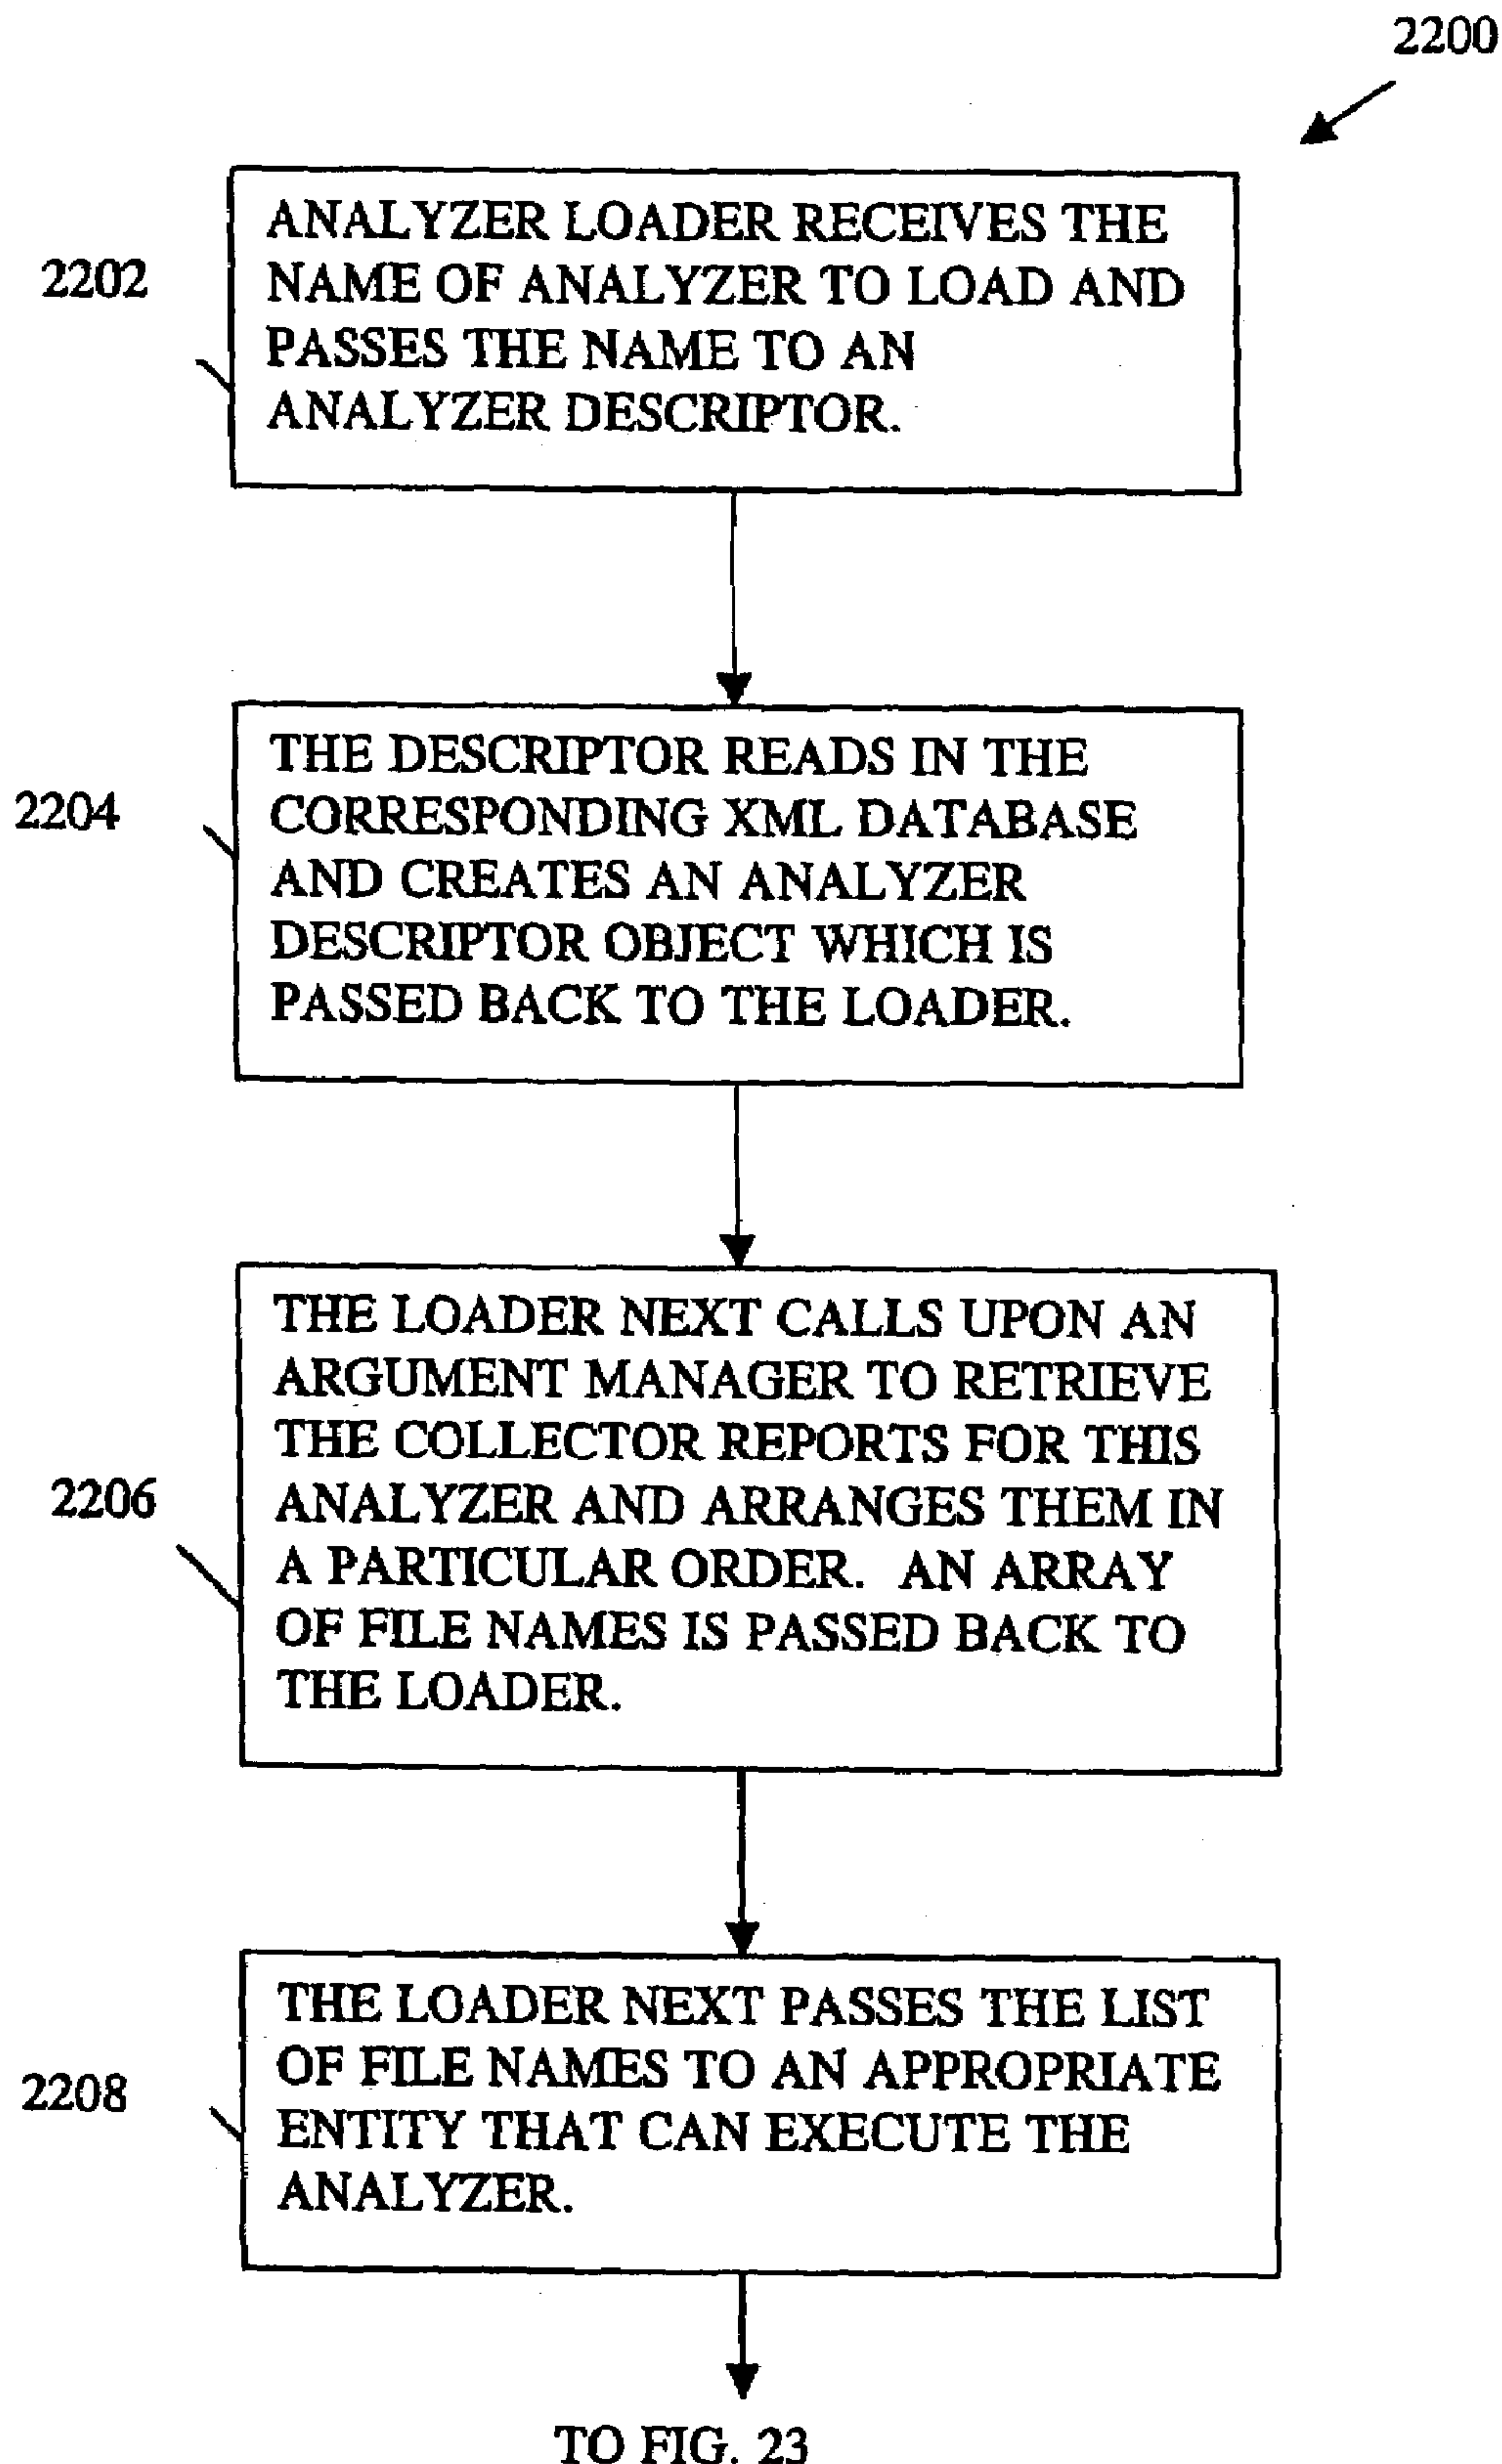 2200
2202
ANALYZER LOADER RECEIVES THE
NAME OF ANALYZER TO LOAD AND
PASSES THE NAME TO AN
ANALYZER DESCRIPTOR.
2204
THE DESCRIPTOR READS IN THE
CORRESPONDING XML DATABASE
AND CREATES AN ANALYZER
DESCRIPTOR OBJECT WHICH IS
PASSED BACK TO THE LOADER.
2206
THE LOADER NEXT CALLS UPON AN
ARGUMENT MANAGER TO RETRIEVE
THE COLLECTOR REPORTS FOR THIS
ANALYZER AND ARRANGES THEM IN
A PARTICULAR ORDER. AN ARRAY
OF FILE NAMES IS PASSED BACK TO
THE LOADER.
2208
THE LOADER NEXT PASSES THE LIST
OF FILE NAMES TO AN APPROPRIATE
ENTITY THAT CAN EXECUTE THE
ANALYZER.
TO FIG. 23